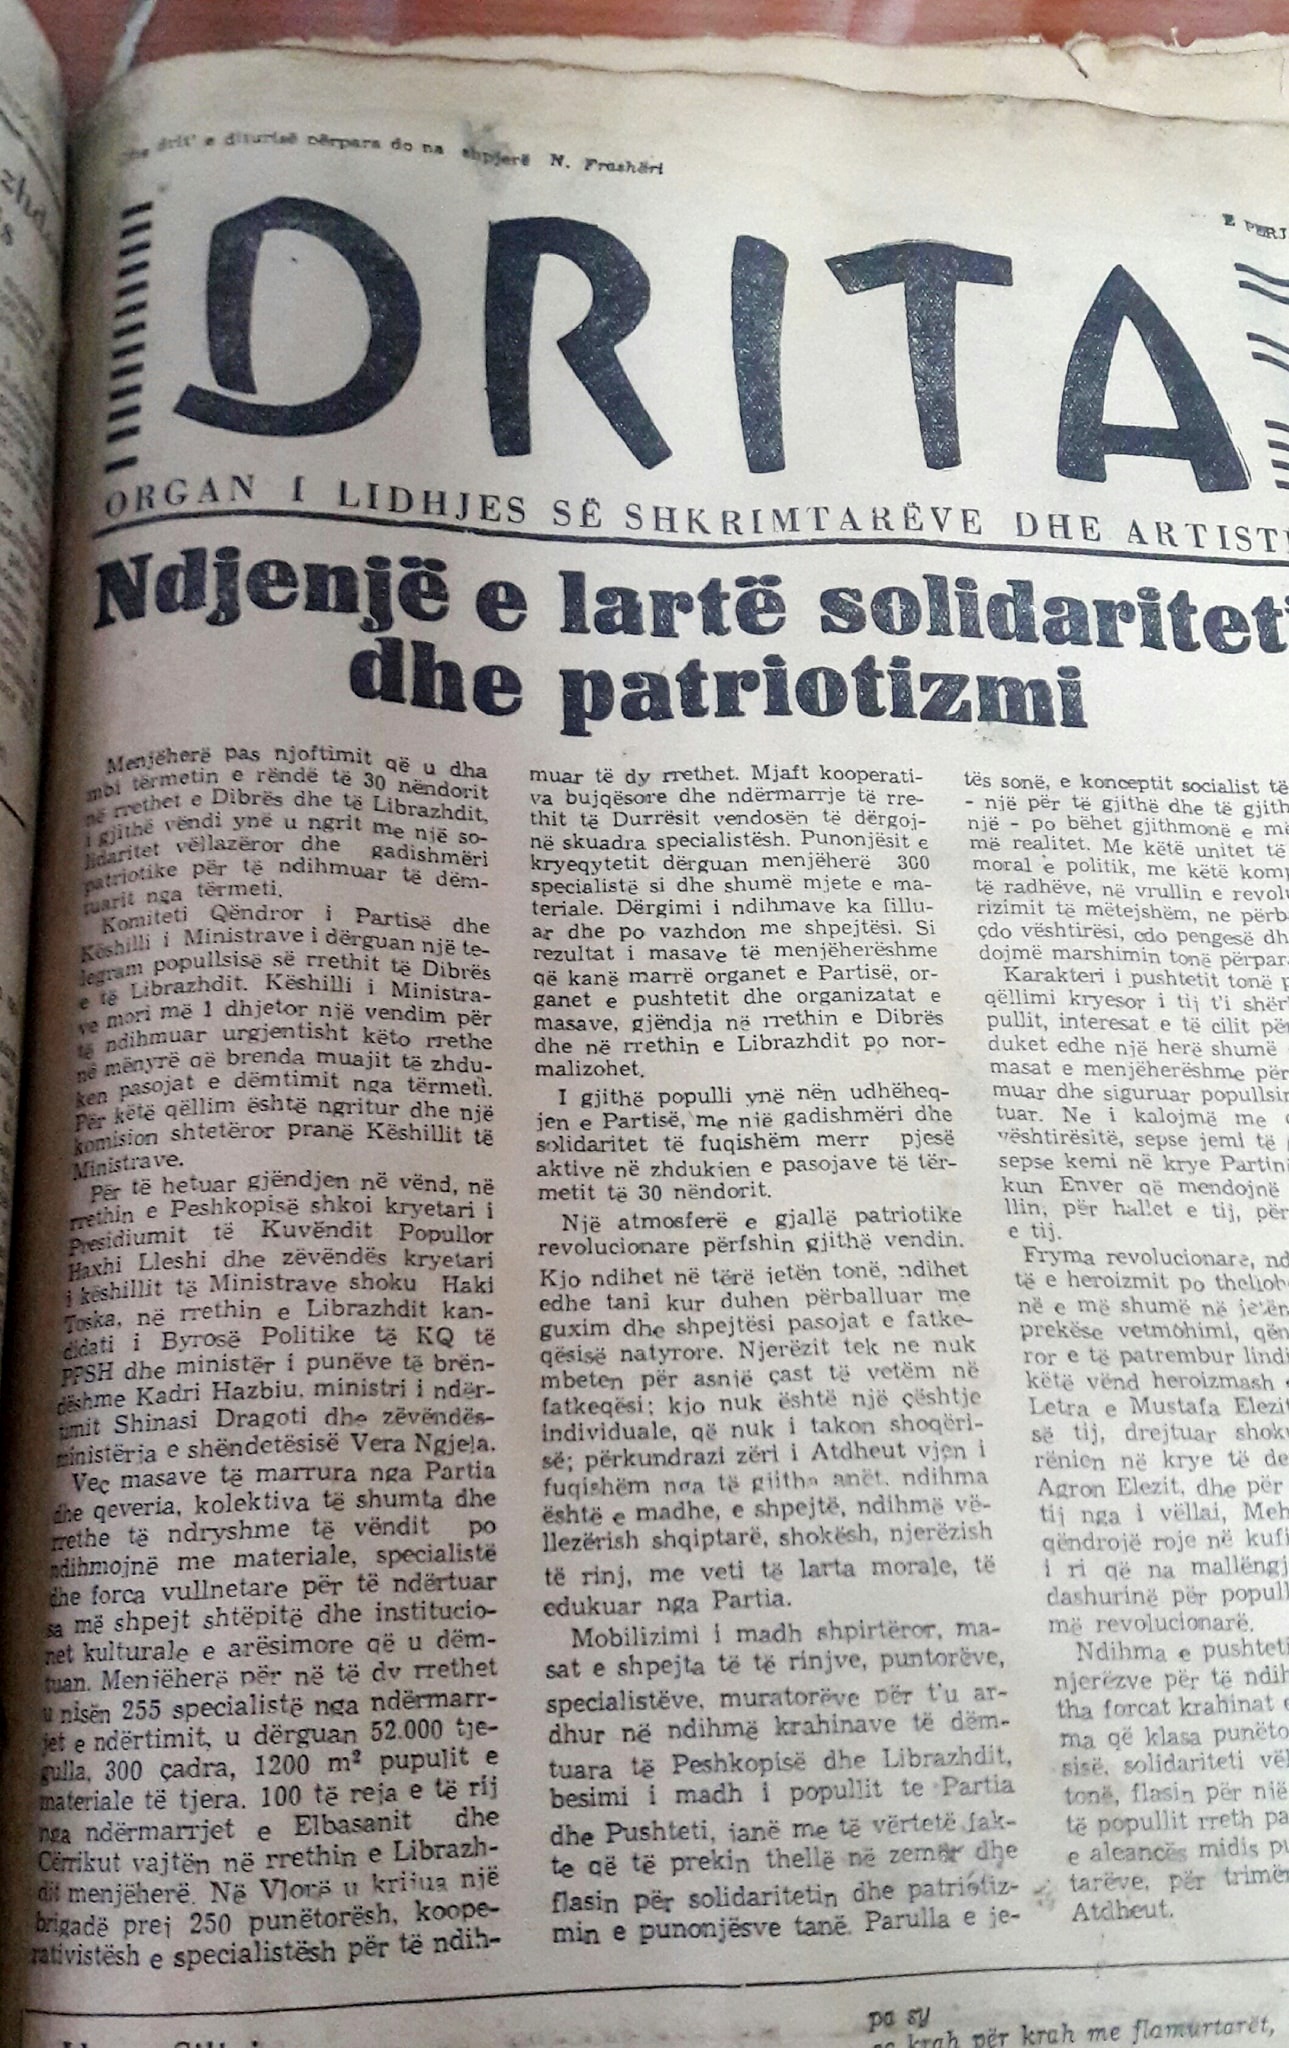 drit' e diturisë përpara do na shpjerë N. Frashëri
E PERJ
DRITA
ORGAN I LIDHJES SË SHKRIMTARËVE DHE ARTISTI
Ndjenjë e lartë solidariteti
dhe patriotizmi
Menjëherë pas njoftimit që u dha
mbi tërmetin e rëndë të 30 nëndorit
në rrethet e Dibrës dhe të Librazhdit,
i gjithë vëndi ynë u ngrit me një so-
lidaritet vëllazëror dhe gadishmëri
patriotike për të ndihmuar të dëm-
tuarit nga tërmeti.
Komiteti Qëndror i Partisë dhe
Këshilli i Ministrave i dërguan një te-
legram popullsisë së rrethit të Dibrës
e të Librazhdit. Këshilli i Ministra-
ve mori më 1 dhjetor një vendim për
të ndihmuar urgjentisht këto rrethe
në mënyrë që brenda muajit të zhdu-
ken pasojat e dëmtimit nga tërmeti.
Për këtë qëllim është ngritur dhe një
komision shtetëror pranë Këshillit të
Ministrave.
Për të hetuar gjëndjen në vënd, në
rrethin e Peshkopisë shkoi kryetari i
Presidiumit të Kuvëndit Popullor
Haxhi Lleshi dhe zëvëndës kryetari
i këshillit të Ministrave shoku Haki
Toska, në rrethin e Librazhdit kan-
didati i Byrosë Politike të KQ të
PPSH dhe ministër i punëve të brën-
dëshme Kadri Hazbiu, ministri i ndër-
timit Shinasi Dragoti dhe zëvëndës-
ministërja e shëndetësisë Vera Ngjela.
Veç masave të marrura nga Partia
dhe qeveria, kolektiva të shumta dhe
rrethe të ndryshme të vëndit po
ndihmojnë me materiale, specialistë
dhe forca vullnetare për të ndërtuar
sa më shpejt shtëpitë dhe institucio-
net kulturale e arësimore që u dëm-
tuan. Menjëherë për në të dy rrethet
u nisën 255 specialistë nga ndërmarr-
jet e ndërtimit, u dërguan 52.000 tje-
gulla, 300 çadra, 1200 m² pupulit e
materiale të tjera. 100 të reja e të rij
nga ndërmarrjet e Elbasanit dhe
Cërrikut vajtën në rrethin e Librazh-
dit menjëherë. Në Vlorë u krijua një
brigadë prej 250 punëtorësh, koope-
rativistësh e specialistësh për të ndih-
muar të dy rrethet. Mjaft kooperati-
va bujqësore dhe ndërmarrje të rre-
thit të Durrësit vendosën të dërgoj-
në skuadra specialistësh. Punonjësit e
kryeqytetit dërguan menjëherë 300
specialistë si dhe shumë mjete e ma-
teriale. Dërgimi i ndihmave ka fillu-
ar dhe po vazhdon me shpejtësi. Si
rezultat i masave të menjëherëshme
që kanë marrë organet e Partisë, or-
ganet e pushtetit dhe organizatat e
masave, gjëndja në rrethin e Dibrës
dhe në rrethin e Librazhdit po nor-
malizohet.
I gjithë populli ynë nën udhëheq-
jen e Partisë, me një gadishmëri dhe
solidaritet të fuqishëm merr pjesë
aktive në zhdukien e pasojave të tër-
metit të 30 nëndorit.
Një atmosferë e gjallë patriotike
revolucionare përfshin gjithë vendin.
Kjo ndihet në tërë jetën tonë, ndihet
edhe tani kur duhen përballuar me
guxim dhe shpejtësi pasojat e fatke-
qësisë natyrore. Njerëzit tek ne nuk
mbeten për asnjë çast të vetëm në
fatkeqësi; kjo nuk është një çështje
individuale, që nuk i takon shoqëri-
së; përkundrazi zëri i Atdheut vjen i
fuqishëm nga të gjitha anët. ndihma
është e madhe, e shpejtë, ndihmë vë-
llezërish shqiptarë, shokësh, njerëzish
të rinj, me veti të larta morale, të
edukuar nga Partia.
Mobilizimi i madh shpirtëror, ma-
sat e shpejta të të rinjve, puntorëve,
specialistëve, muratorëve për t'u ar-
dhur në ndihmë krahinave të dëm-
tuara të Peshkopisë dhe Librazhdit,
besimi i madh i popullit te Partia
dhe Pushteti, janë me të vërtetë fak-
te që të prekin thellë në zemër dhe
flasin për solidaritetin dhe patriotiz-
min e punonjësve tanë. Parulla e je-
tës sonë, e konceptit socialist të
- një për të gjithë dhe të gjith
një - po bëhet gjithmonë e më
më realitet. Me këtë unitet të
moral e politik, me këtë komp
të radhëve, në vrullin e revolu
rizimit të mëtejshëm, ne përba
çdo vështirësi, çdo pengesë dh
dojmë marshimin tonë përpara
Karakteri i pushtetit tonë p
qëllimi kryesor i tij t'i shër
pullit, interesat e të cilit për
duket edhe një herë shumë
masat e menjëherëshme për
muar dhe siguruar popullsin
tuar. Ne i kalojmë me
vështirësitë, sepse jemi të
sepse kemi në krye Partinë
kun Enver që mendojnë
llin, për hallet e tij, për
e tij.
Fryma revolucionare, nd
të e heroizmit po thelloh
në e më shumë në jetën
prekëse vetmohimi, qën
ror e të patrembur lindi
këtë vënd heroizmash
Letra e Mustafa Elezit
së tij, drejtuar shoku
rënien në krye të de
Agron Elezit, dhe për
tij nga i vëllai, Meh
qëndrojë roje në kufi
i ri që na mallëngj
dashurinë për popull
më revolucionarë.
Ndihma e pushteti
njerëzve për të ndih
tha forcat krahinat
ma që klasa punëto
sisë, solidariteti vë
tonë, flasin për një
të popullit rreth pa
e aleancës midis pu
tarëve, për trimër
Atdheut.
pa sy
krah për krah me flamurtarët,